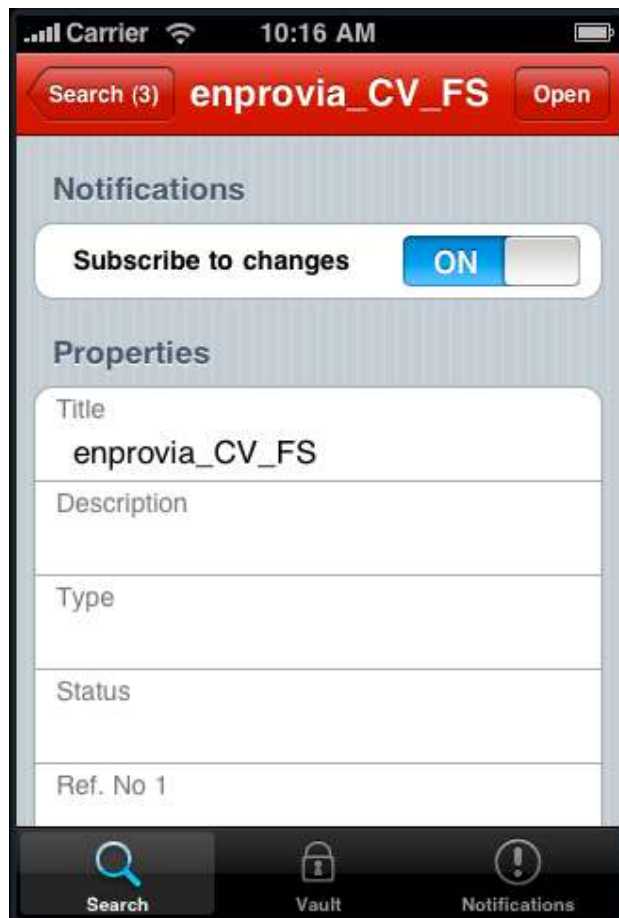 Carrier 10:16 AM
Search (3) enprovia_CV_FS Open
Notifications
Subscribe to changes ON
Properties
Title
enprovia_CV_FS
Description
Type
Status
Ref. No 1
Search Vault Notifications